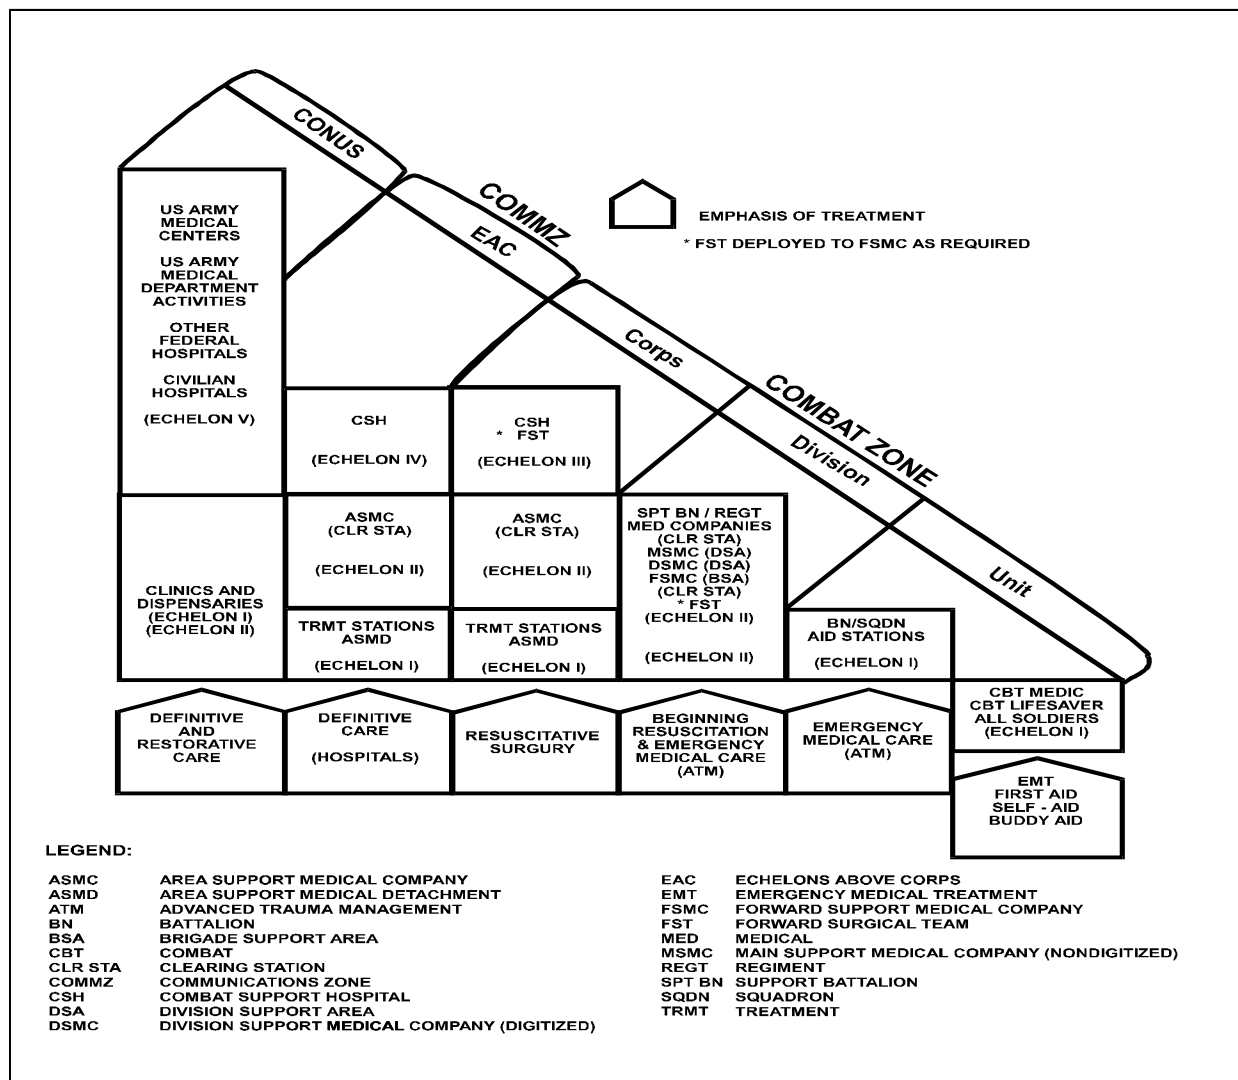 CONUS
COMMZ
EAC
EMPHASIS OF TREATMENT
* FST DEPLOYED TO FSMC AS REQUIRED
Corps
COMBAT ZONE
Division
Unit
US ARMY
MEDICAL
CENTERS
US ARMY
MEDICAL
DEPARTMENT
ACTIVITIES
OTHER
FEDERAL
HOSPITALS
CIVILIAN
HOSPITALS
(ECHELON V)
CSH
(ECHELON IV)
CSH
* FST
(ECHELON III)
CLINICS AND
DISPENSARIES
(ECHELON I)
(ECHELON II)
ASMC
(CLR STA)
(ECHELON II)
TRMT STATIONS
ASMD
(ECHELON I)
ASMC
(CLR STA)
(ECHELON II)
TRMT STATIONS
ASMD
(ECHELON I)
SPT BN / REGT
MED COMPANIES
(CLR STA)
MSMC (DSA)
DSMC (DSA)
FSMC (BSA)
(CLR STA)
* FST
(ECHELON II)
(ECHELON II)
BN/SQDN
AID STATIONS
(ECHELON I)
CBT MEDIC
CBT LIFESAVER
ALL SOLDIERS
(ECHELON I)
DEFINITIVE
AND
RESTORATIVE
CARE
DEFINITIVE
CARE
(HOSPITALS)
RESUSCITATIVE
SURGURY
BEGINNING
RESUSCITATION
& EMERGENCY
MEDICAL CARE
(ATM)
EMERGENCY
MEDICAL CARE
(ATM)
EMT
FIRST AID
SELF - AID
BUDDY AID
LEGEND:
ASMC AREA SUPPORT MEDICAL COMPANY
ASMD AREA SUPPORT MEDICAL DETACHMENT
ATM ADVANCED TRAUMA MANAGEMENT
BN BATTALION
BSA BRIGADE SUPPORT AREA
CBT COMBAT
CLR STA CLEARING STATION
COMMZ COMMUNICATIONS ZONE
CSH COMBAT SUPPORT HOSPITAL
DSA DIVISION SUPPORT AREA
DSMC DIVISION SUPPORT MEDICAL COMPANY (DIGITIZED)
EAC ECHELONS ABOVE CORPS
EMT EMERGENCY MEDICAL TREATMENT
FSMC FORWARD SUPPORT MEDICAL COMPANY
FST FORWARD SURGICAL TEAM
MED MEDICAL
MSMC MAIN SUPPORT MEDICAL COMPANY (NONDIGITIZED)
REGT REGIMENT
SPT BN SUPPORT BATTALION
SQDN SQUADRON
TRMT TREATMENT